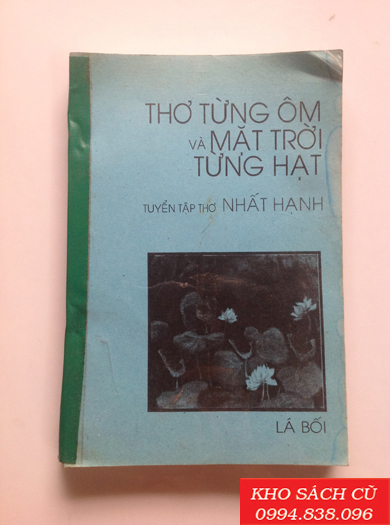 THƠ TỪNG ÔM
VÀ MẶT TRỜI
TỪNG HẠT
TUYỂN TẬP THƠ NHẤT HẠNH
LÁ BỐI
KHO SÁCH CŨ
0994.838.096